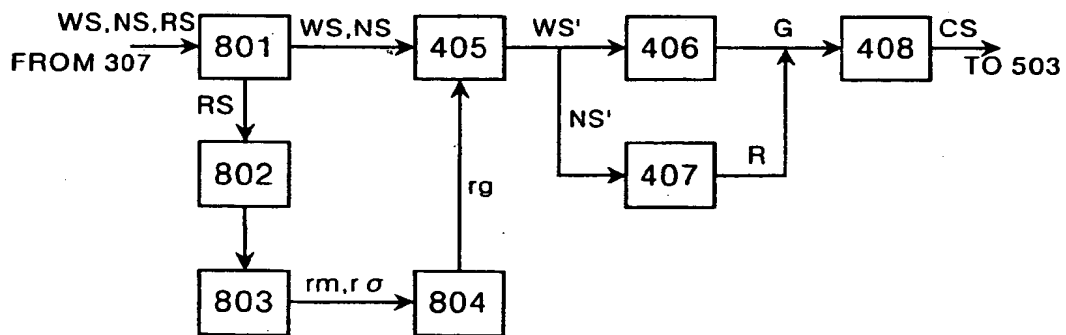 WS,NS,RS
FROM 307
801
WS,NS
405
WS'
406
G
408
CS
TO 503
RS
NS'
802
407
R
rg
803
rm,r σ
804